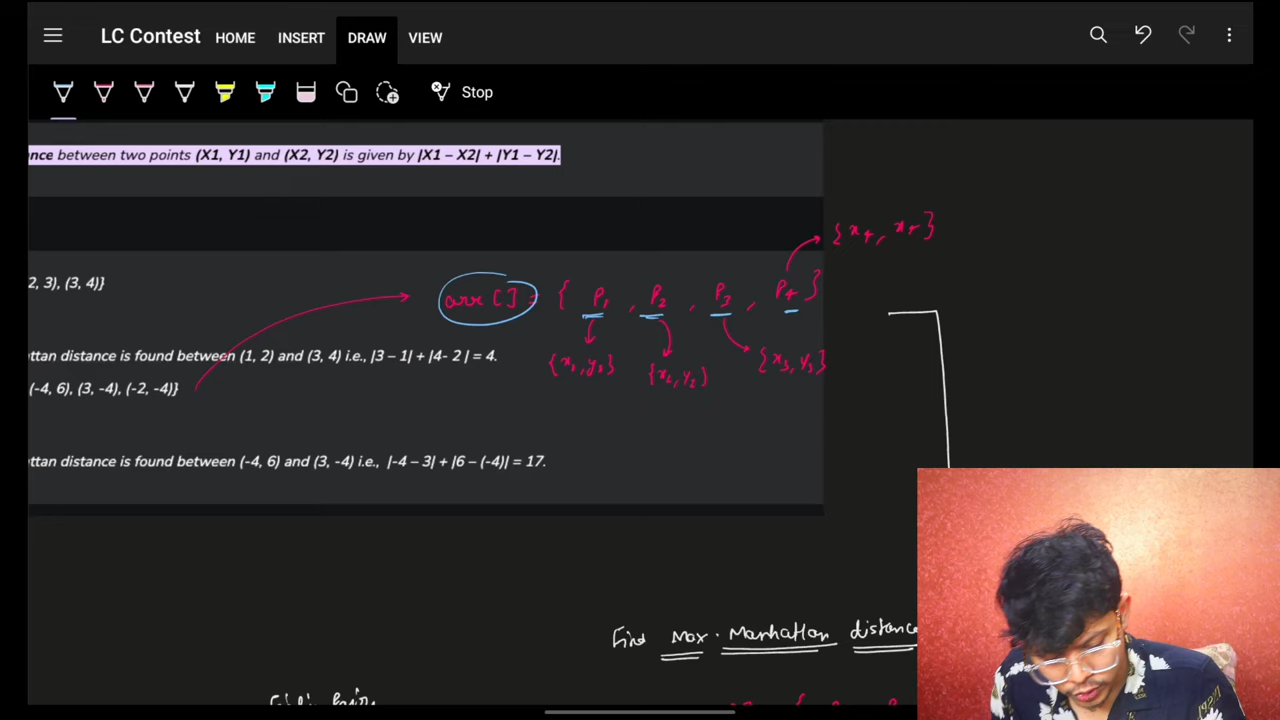 LC Contest HOME INSERT DRAW VIEW
Stop
nce between two points (X1, Y1) and (X2, Y2) is given by |X1 – X2| + |Y1 – Y2|.
{x4, x4}
2, 3), (3, 4)}
arr [] = { P1 , P2 , P3 , P4 }
ttan distance is found between (1, 2) and (3, 4) i.e., |3 – 1| + |4- 2 | = 4.
{x1, y1} {x2, y2} {x3, y3}
(-4, 6), (3, -4), (-2, -4)}
ttan distance is found between (-4, 6) and (3, -4) i.e., |-4 – 3| + |6 – (-4)| = 17.
Find Max. Manhattan distance